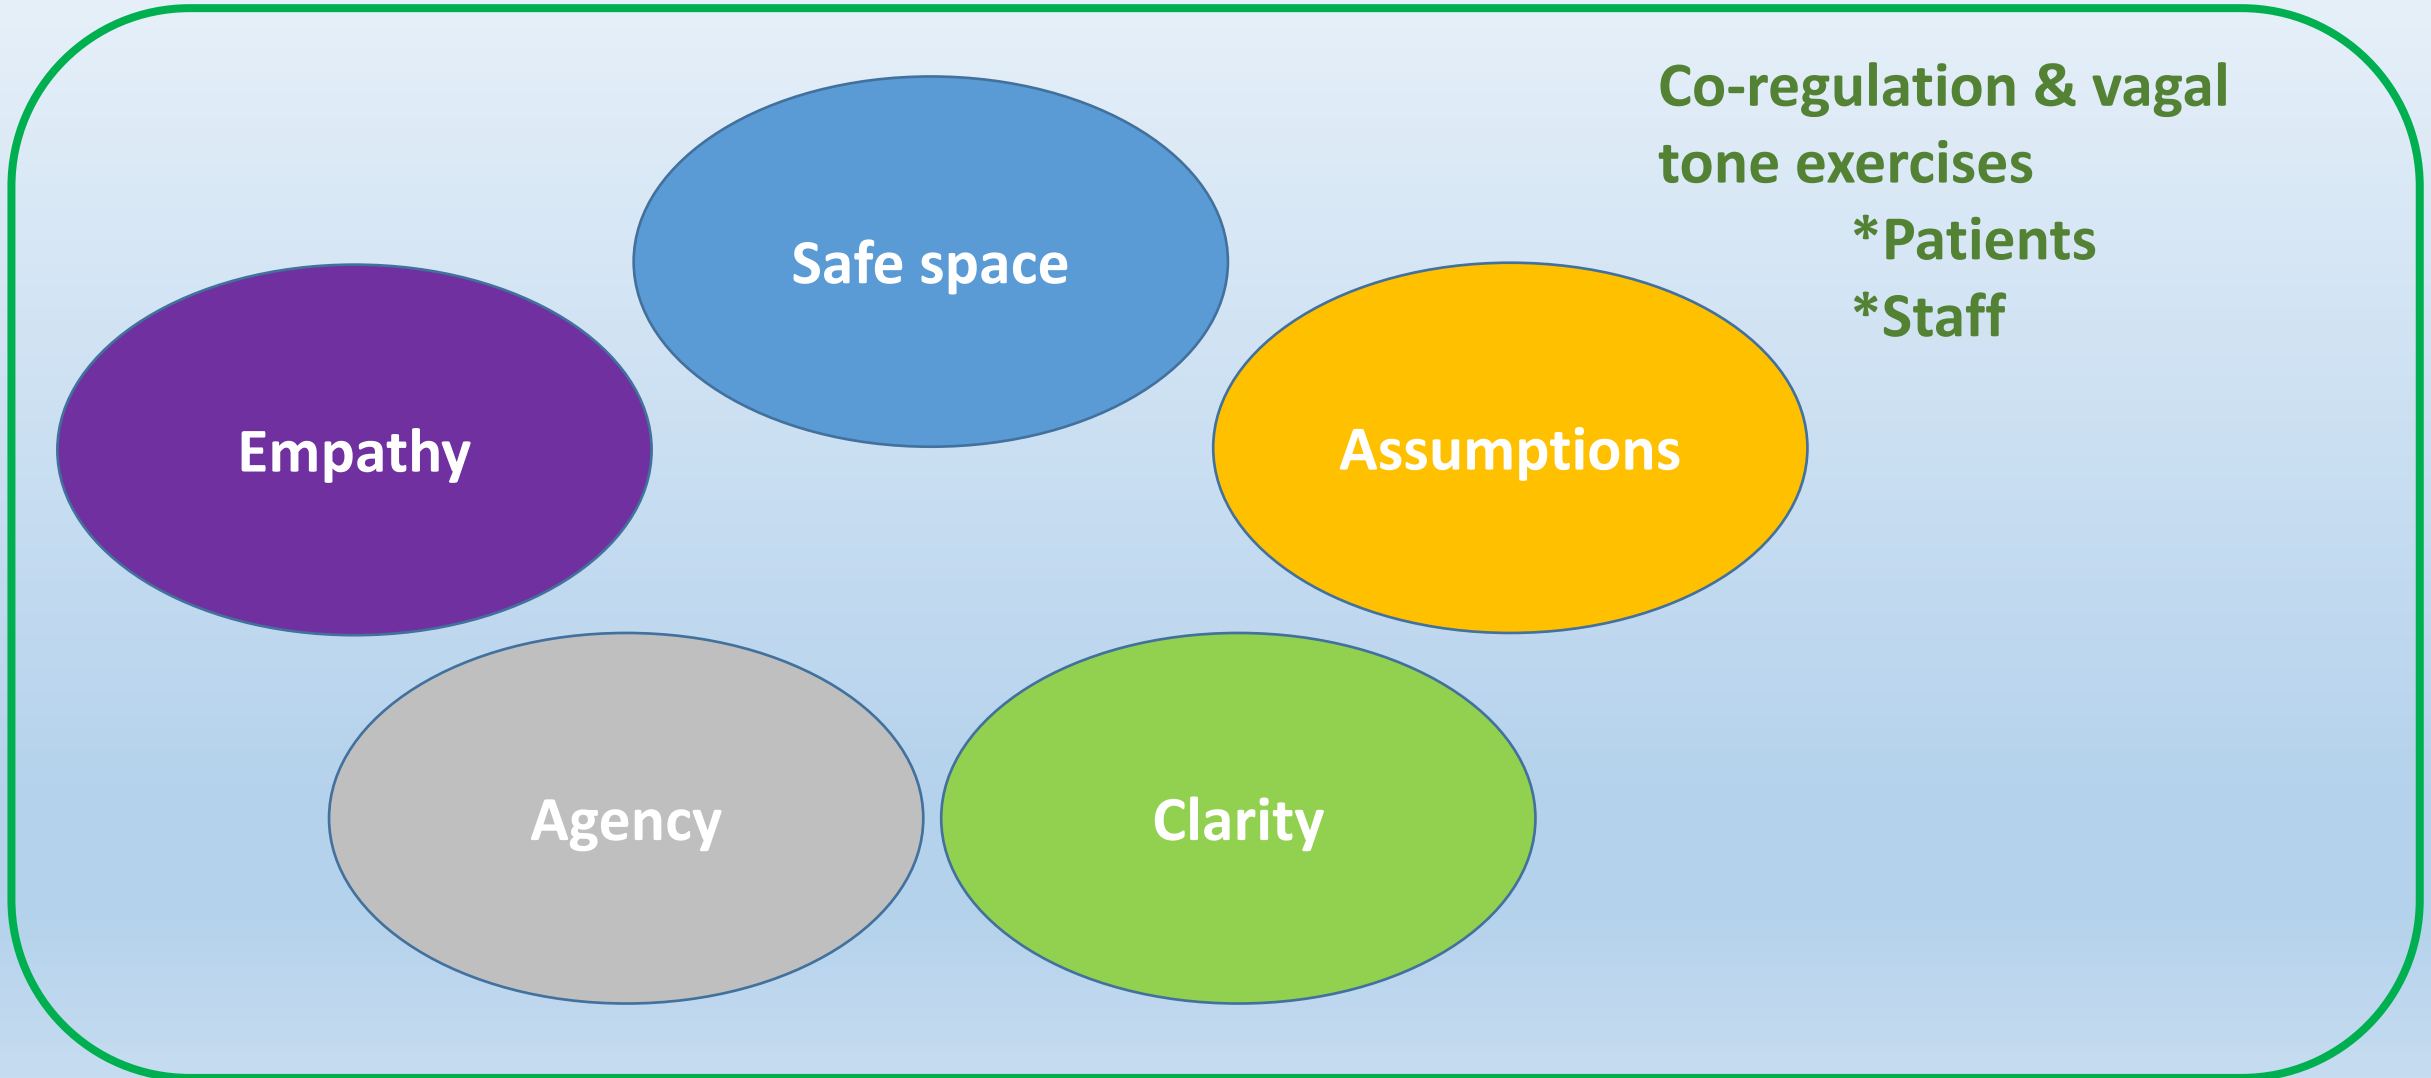 Co-regulation & vagal
tone exercises
*Patients
*Staff
Safe space
Empathy
Assumptions
Agency
Clarity